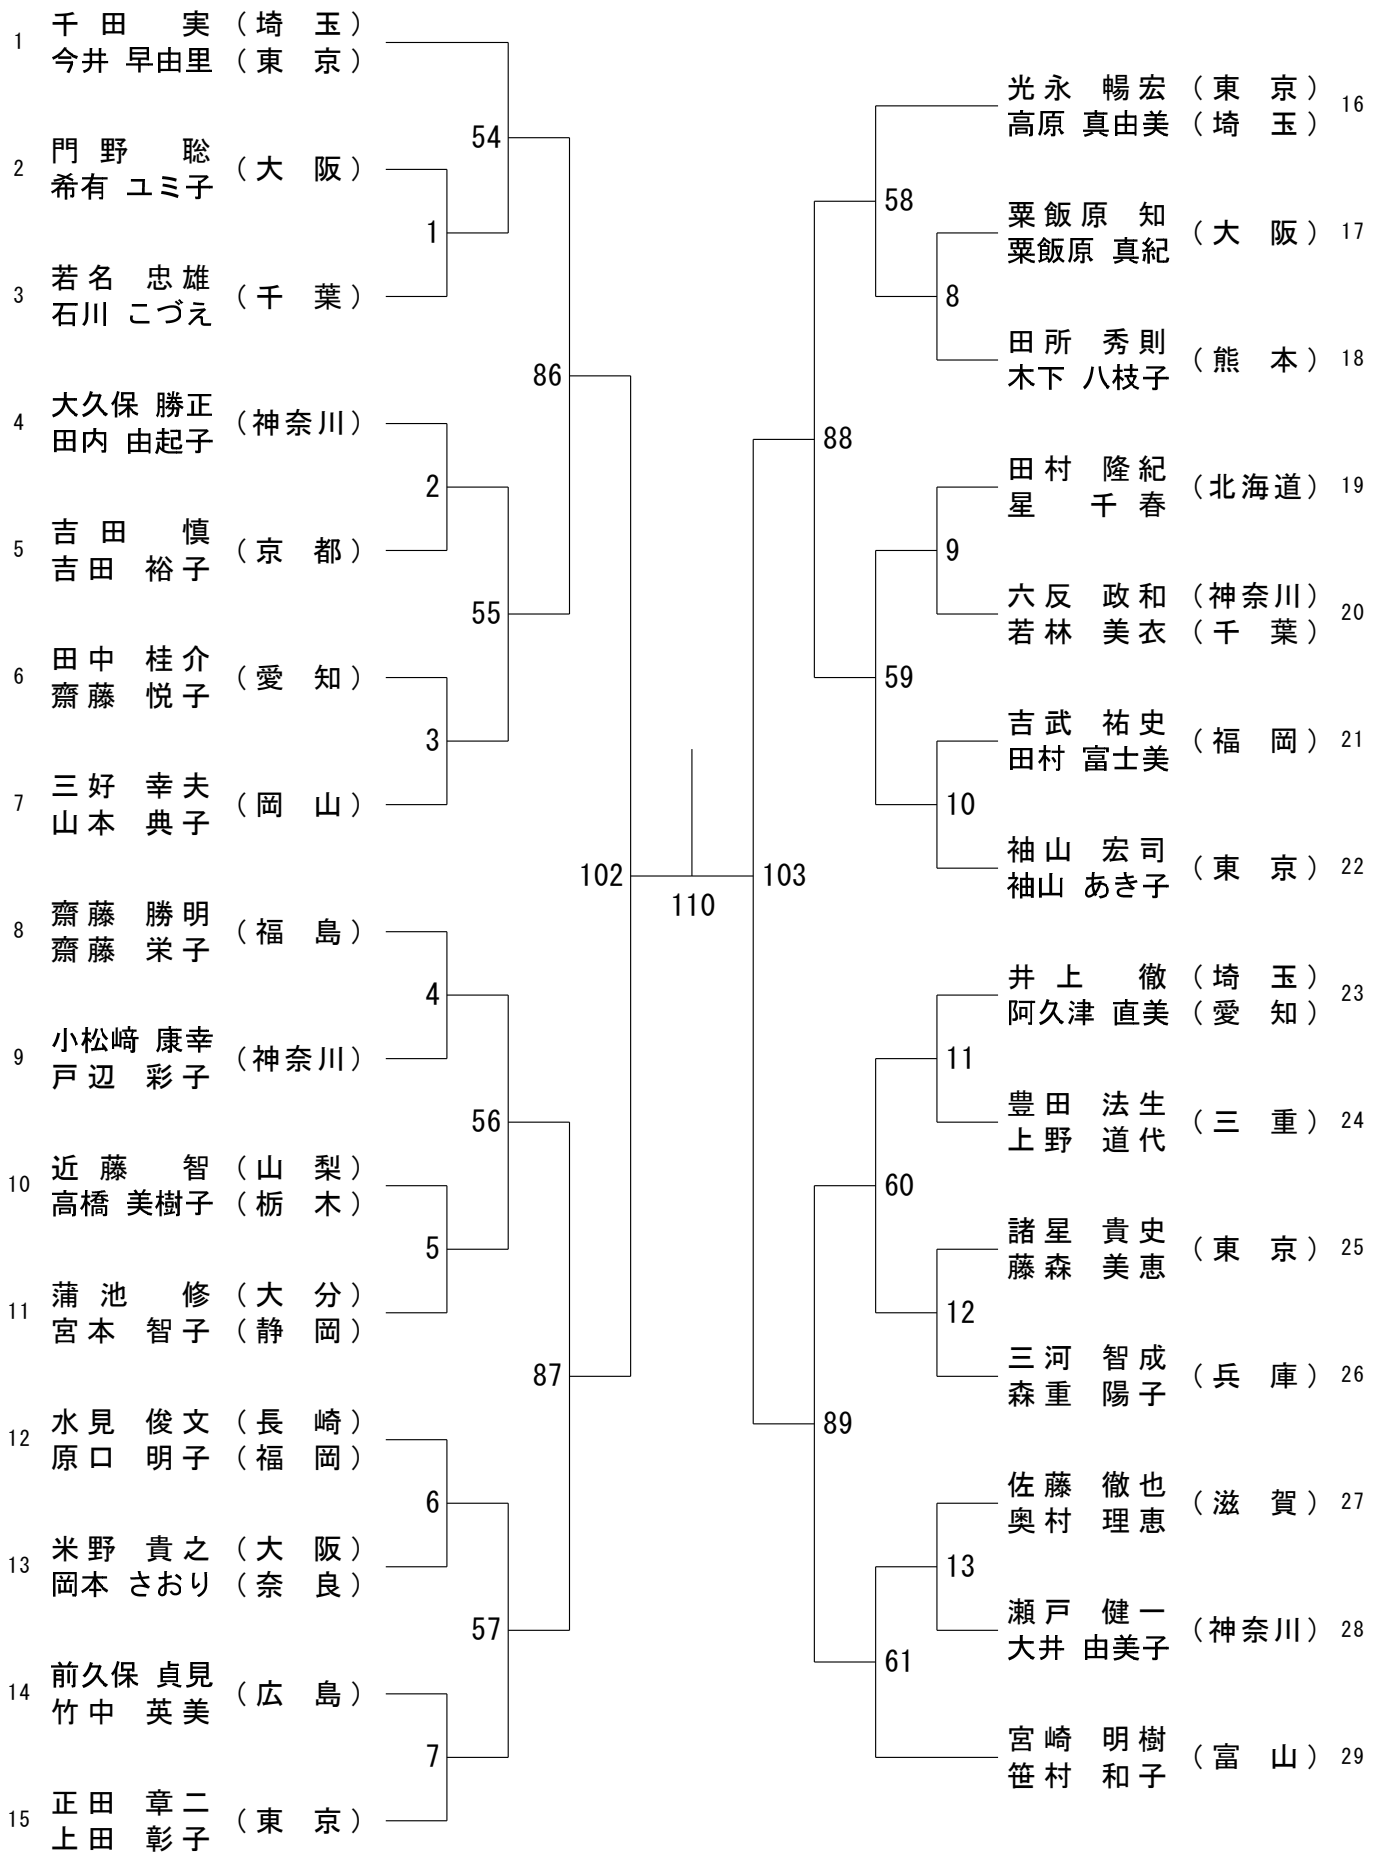 1 千田 実 (埼 玉)
今井 早由里 (東 京)
2 門野 聡 (大 阪)
希有 ユミ子
3 若名 忠雄 (千 葉)
石川 こづえ
4 大久保 勝正 (神奈川)
田内 由起子
5 吉田 慎 (京 都)
吉田 裕子
6 田中 桂介 (愛 知)
齋藤 悦子
7 三好 幸夫 (岡 山)
山本 典子
8 齋藤 勝明 (福 島)
齋藤 栄子
9 小松﨑 康幸 (神奈川)
戸辺 彩子
10 近藤 智 (山 梨)
高橋 美樹子 (栃 木)
11 蒲池 修 (大 分)
宮本 智子 (静 岡)
12 水見 俊文 (長 崎)
原口 明子 (福 岡)
13 米野 貴之 (大 阪)
岡本 さおり (奈 良)
14 前久保 貞見 (広 島)
竹中 英美
15 正田 章二 (東 京)
上田 彰子
1
2
3
4
5
6
7
54
55
56
57
86
87
102
110
103
88
89
58
59
60
61
8
9
10
11
12
13
光永 暢宏 (東 京) 16
高原 真由美 (埼 玉)
粟飯原 知 (大 阪) 17
粟飯原 真紀
田所 秀則 (熊 本) 18
木下 八枝子
田村 隆紀 (北海道) 19
星 千春
六反 政和 (神奈川) 20
若林 美衣 (千 葉)
吉武 祐史 (福 岡) 21
田村 富士美
袖山 宏司 (東 京) 22
袖山 あき子
井上 徹 (埼 玉) 23
阿久津 直美 (愛 知)
豊田 法生 (三 重) 24
上野 道代
諸星 貴史 (東 京) 25
藤森 美恵
三河 智成 (兵 庫) 26
森重 陽子
佐藤 徹也 (滋 賀) 27
奥村 理恵
瀬戸 健一 (神奈川) 28
大井 由美子
宮崎 明樹 (富 山) 29
笹村 和子